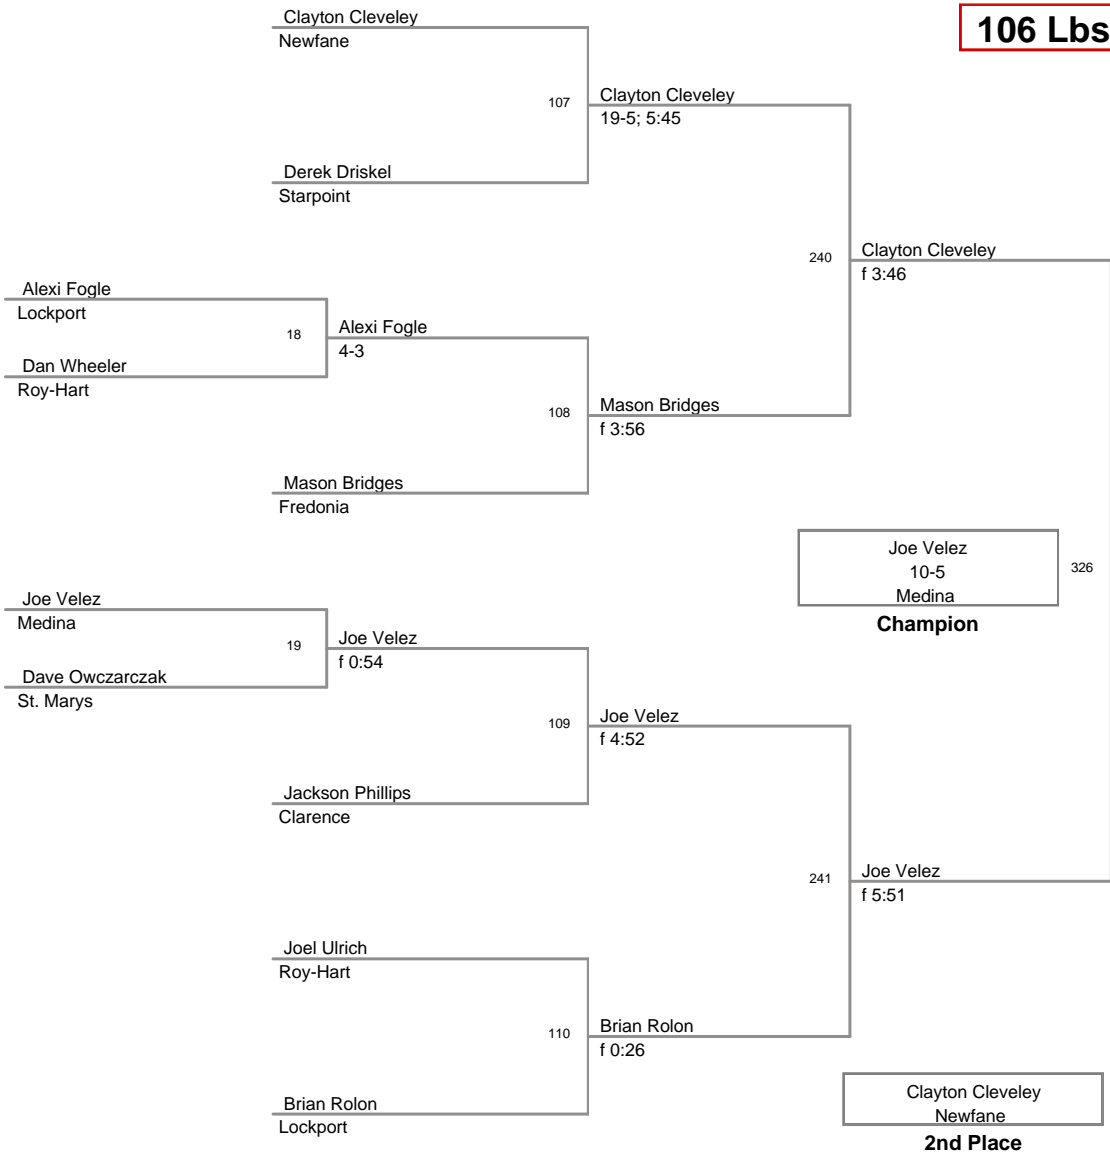 Clayton Cleveley
Newfane
106 Lbs
107
Clayton Cleveley
19-5; 5:45
Derek Driskel
Starpoint
240
Clayton Cleveley
f 3:46
Alexi Fogle
Lockport
18
Alexi Fogle
4-3
Dan Wheeler
Roy-Hart
108
Mason Bridges
f 3:56
Mason Bridges
Fredonia
Joe Velez
10-5
Medina
326
Champion
Joe Velez
Medina
19
Joe Velez
f 0:54
Dave Owczarczak
St. Marys
109
Joe Velez
f 4:52
Jackson Phillips
Clarence
241
Joe Velez
f 5:51
Joel Ulrich
Roy-Hart
110
Brian Rolon
f 0:26
Brian Rolon
Lockport
Clayton Cleveley
Newfane
2nd Place